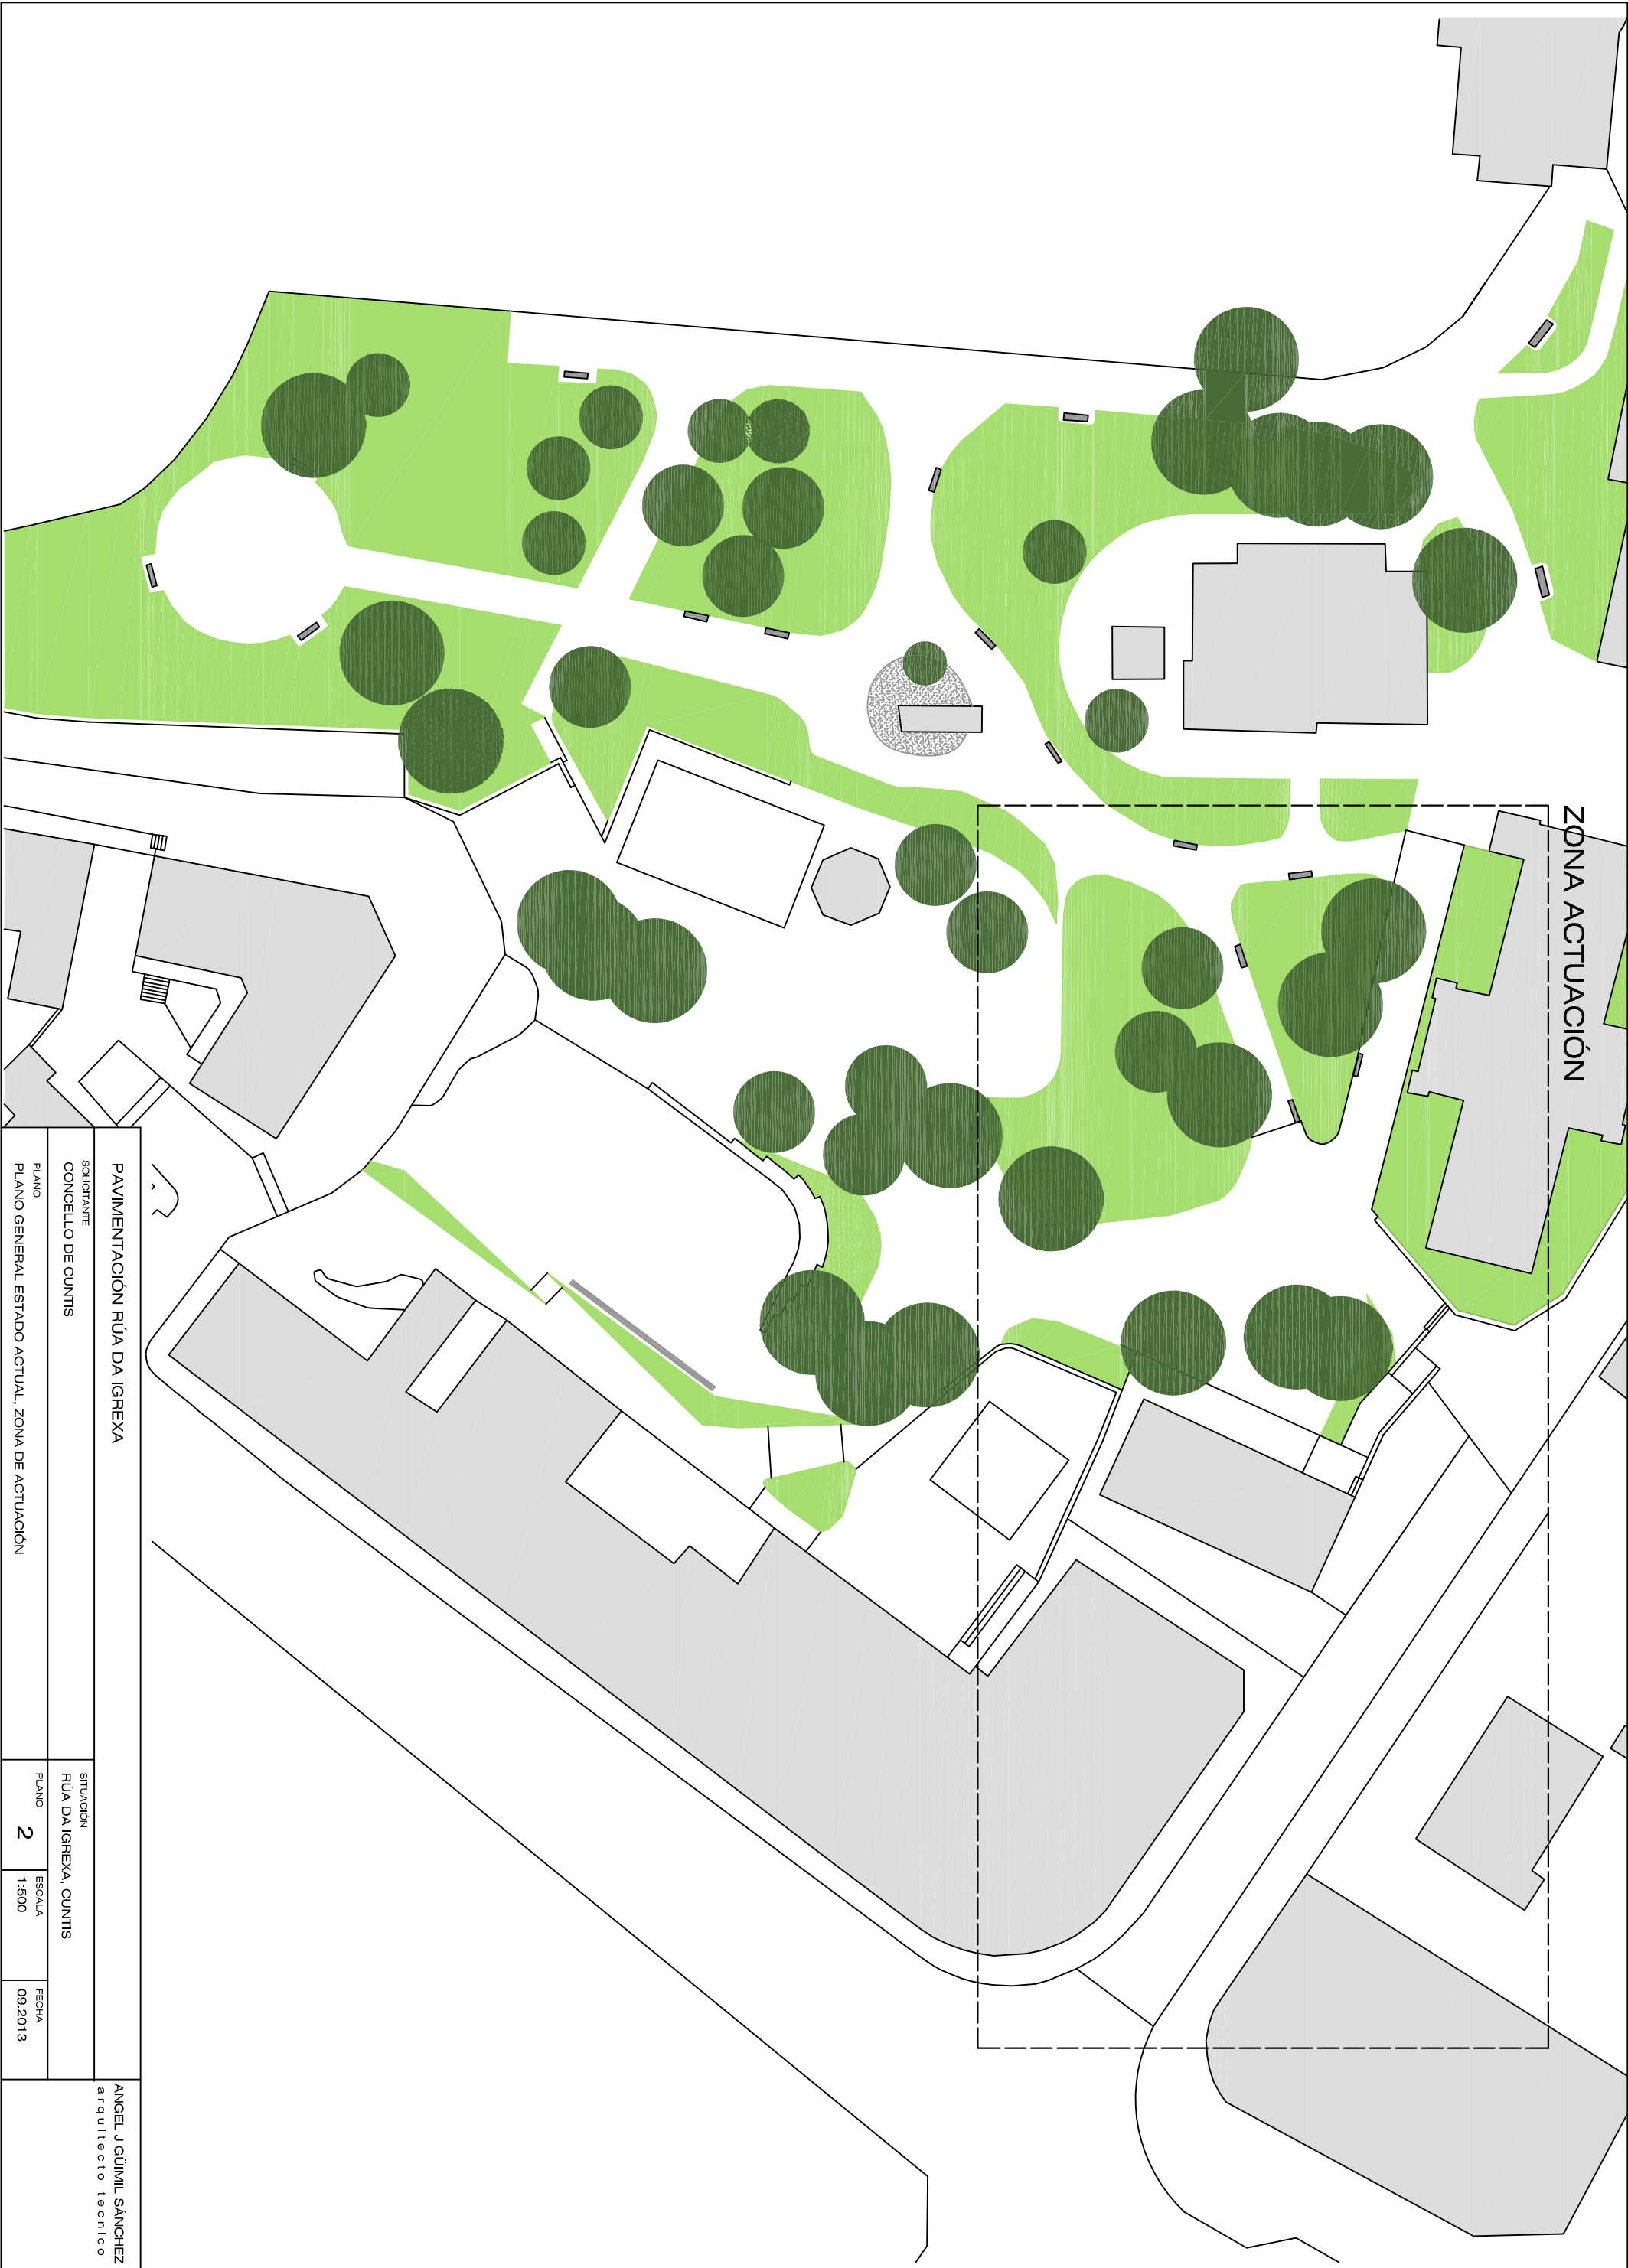 ZONA ACTUACIÓN
PAVIMENTACIÓN RÚA DA IGREXA
SOLICITANTE
CONCELLO DE CUNTIS
SITUACIÓN
RÚA DA IGREXA, CUNTIS
PLANO
PLANO GENERAL ESTADO ACTUAL, ZONA DE ACTUACIÓN
PLANO
2
ESCALA
1:500
FECHA
09.2013
ANGEL J GÜIMIL SÁNCHEZ
arquitecto tecnico